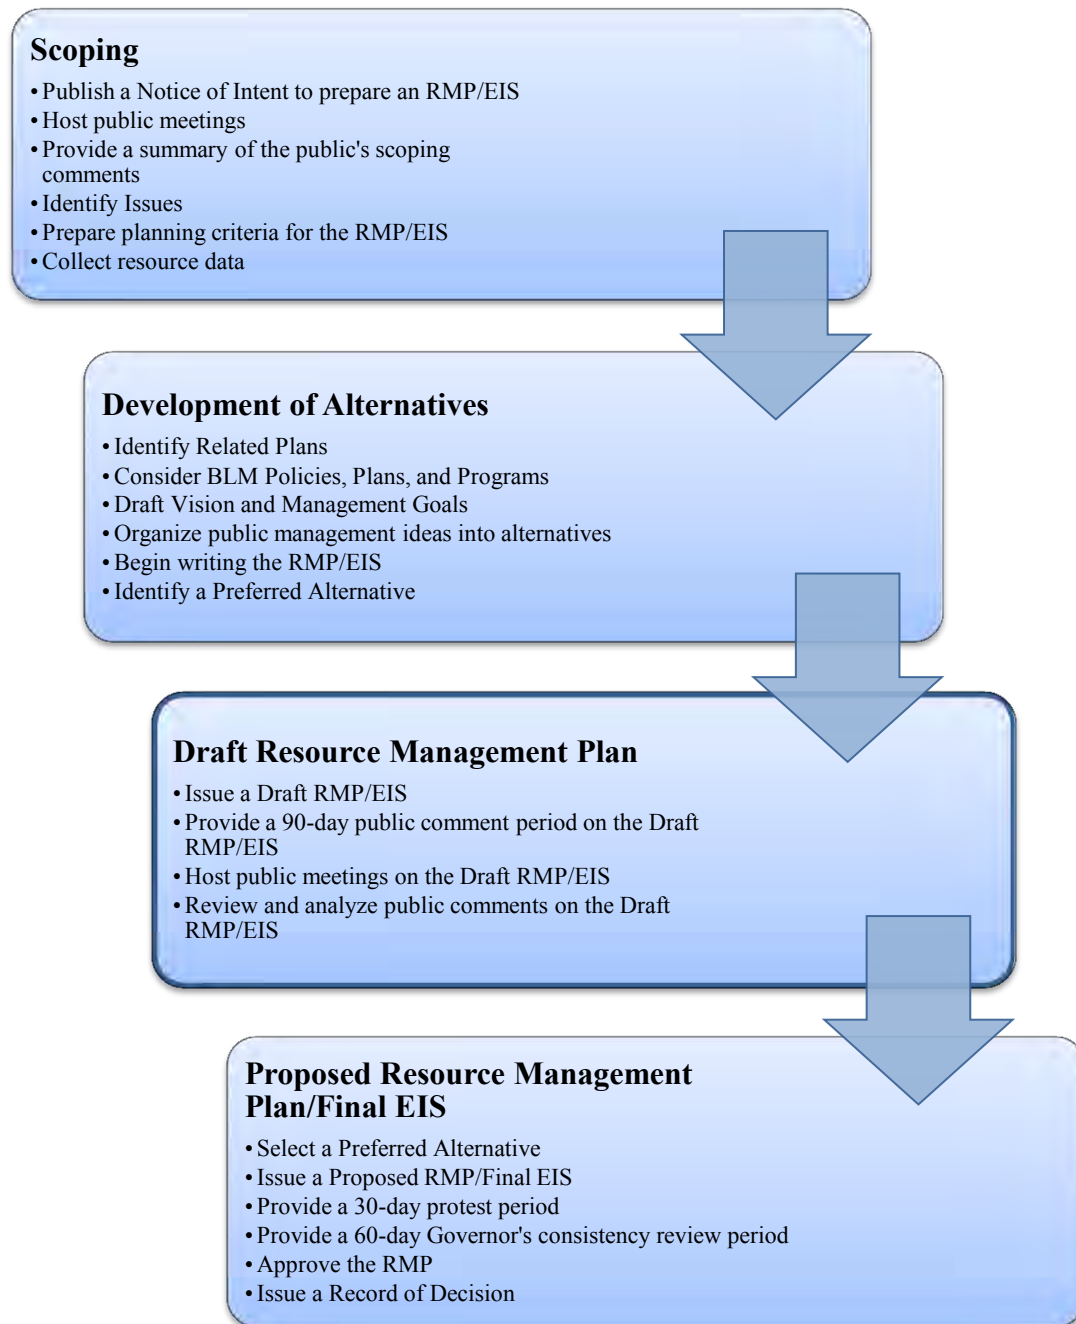 Scoping
• Publish a Notice of Intent to prepare an RMP/EIS
• Host public meetings
• Provide a summary of the public's scoping
comments
• Identify Issues
• Prepare planning criteria for the RMP/EIS
• Collect resource data
Development of Alternatives
• Identify Related Plans
• Consider BLM Policies, Plans, and Programs
• Draft Vision and Management Goals
• Organize public management ideas into alternatives
• Begin writing the RMP/EIS
• Identify a Preferred Alternative
Draft Resource Management Plan
• Issue a Draft RMP/EIS
• Provide a 90-day public comment period on the Draft
RMP/EIS
• Host public meetings on the Draft RMP/EIS
• Review and analyze public comments on the Draft
RMP/EIS
Proposed Resource Management
Plan/Final EIS
• Select a Preferred Alternative
• Issue a Proposed RMP/Final EIS
• Provide a 30-day protest period
• Provide a 60-day Governor's consistency review period
• Approve the RMP
• Issue a Record of Decision